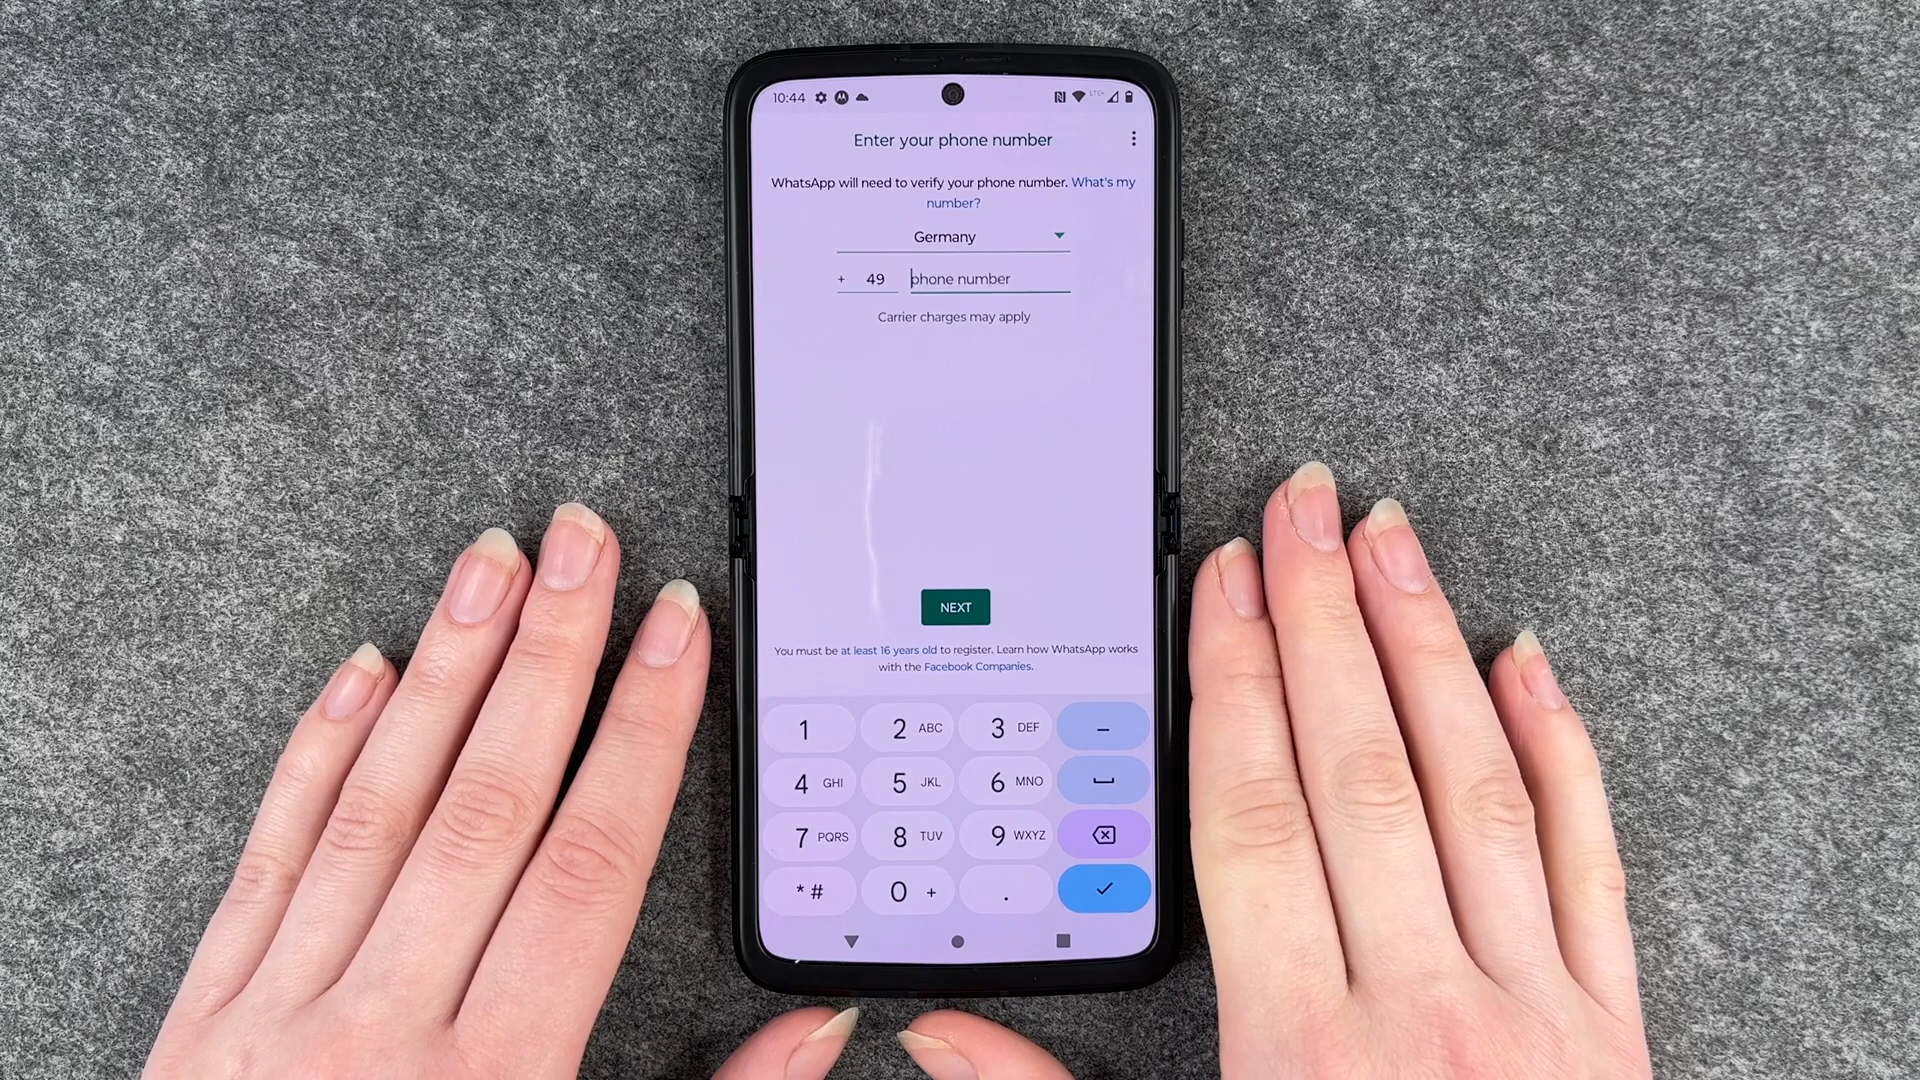 10:44 LTE+
Enter your phone number
WhatsApp will need to verify your phone number. What's my
number?
Germany
+ 49 phone number
Carrier charges may apply
NEXT
You must be at least 16 years old to register. Learn how WhatsApp works
with the Facebook Companies.
1 2 ABC 3 DEF –
4 GHI 5 JKL 6 MNO
7 PQRS 8 TUV 9 WXYZ
* # 0 + .